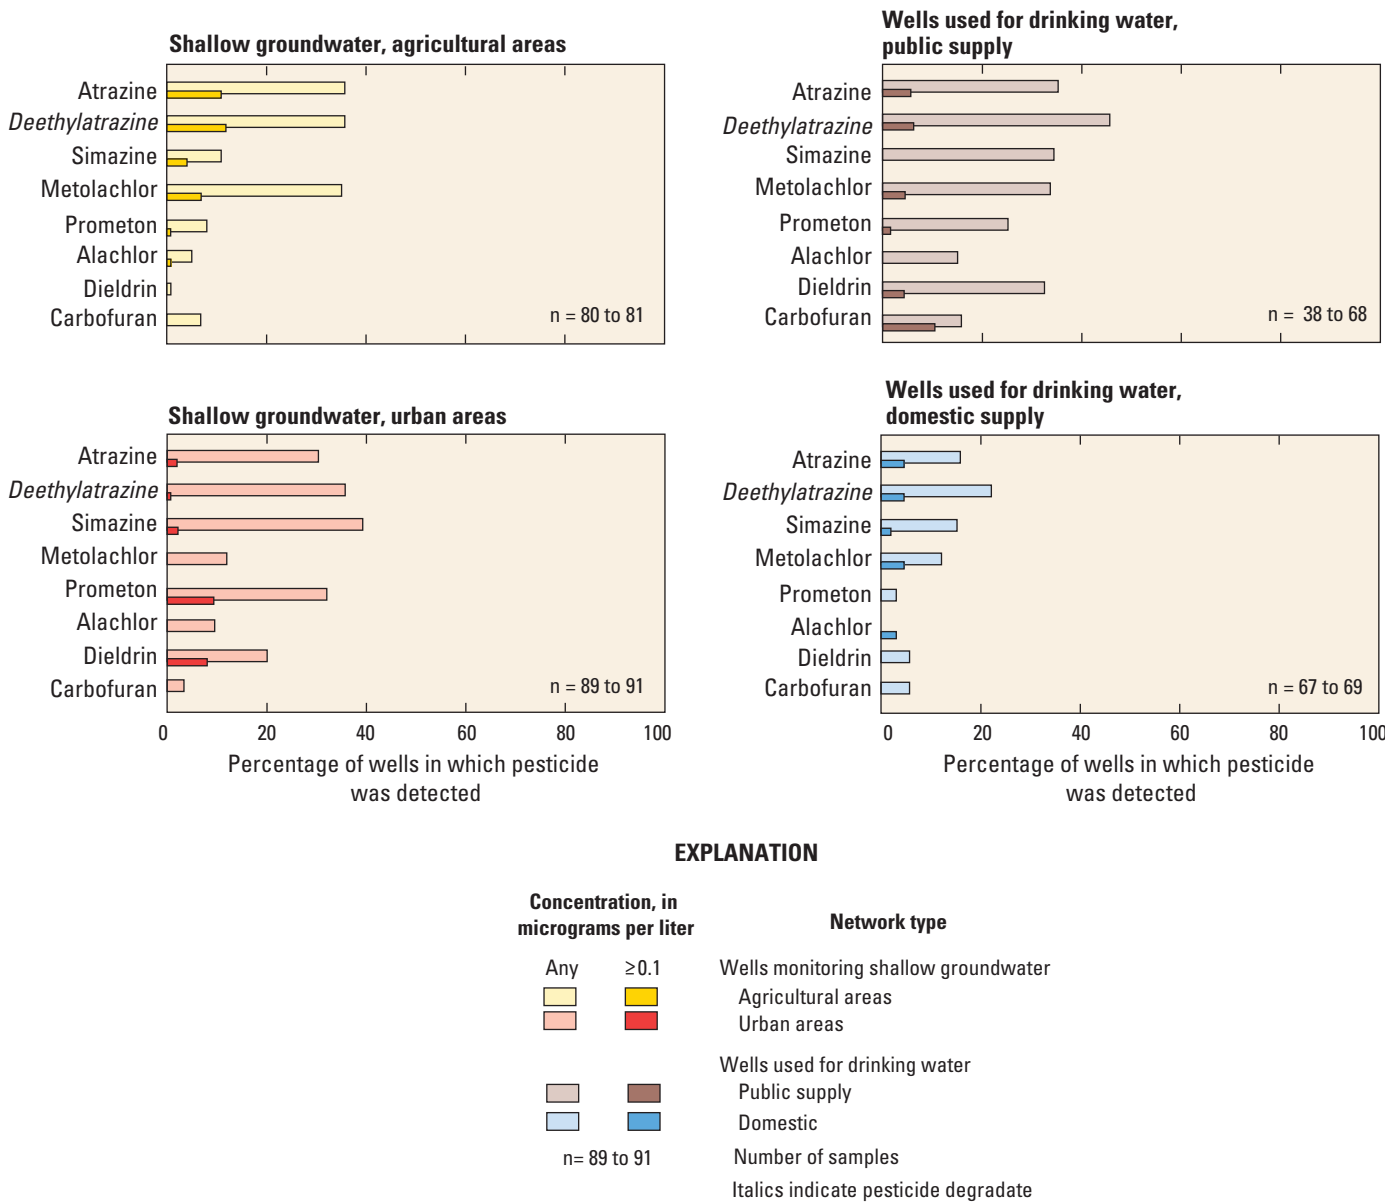 Shallow groundwater, agricultural areas
Atrazine
Deethylatrazine
Simazine
Metolachlor
Prometon
Alachlor
Dieldrin
Carbofuran
n = 80 to 81
Wells used for drinking water,
public supply
Atrazine
Deethylatrazine
Simazine
Metolachlor
Prometon
Alachlor
Dieldrin
Carbofuran
n = 38 to 68
Shallow groundwater, urban areas
Atrazine
Deethylatrazine
Simazine
Metolachlor
Prometon
Alachlor
Dieldrin
Carbofuran
n = 89 to 91
0 20 40 60 80 100
Percentage of wells in which pesticide
was detected
Wells used for drinking water,
domestic supply
Atrazine
Deethylatrazine
Simazine
Metolachlor
Prometon
Alachlor
Dieldrin
Carbofuran
n = 67 to 69
0 20 40 60 80 100
Percentage of wells in which pesticide
was detected
EXPLANATION
Concentration, in
micrograms per liter
Network type
Any ≥0.1 Wells monitoring shallow groundwater
Agricultural areas
Urban areas
Wells used for drinking water
Public supply
Domestic
n= 89 to 91 Number of samples
Italics indicate pesticide degradate